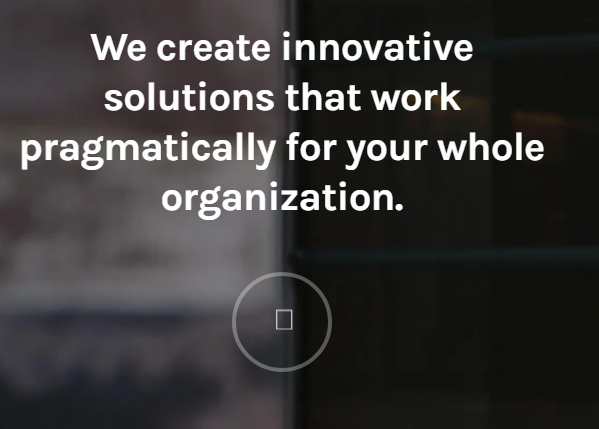 We create innovative
solutions that work
pragmatically for your whole
organization.